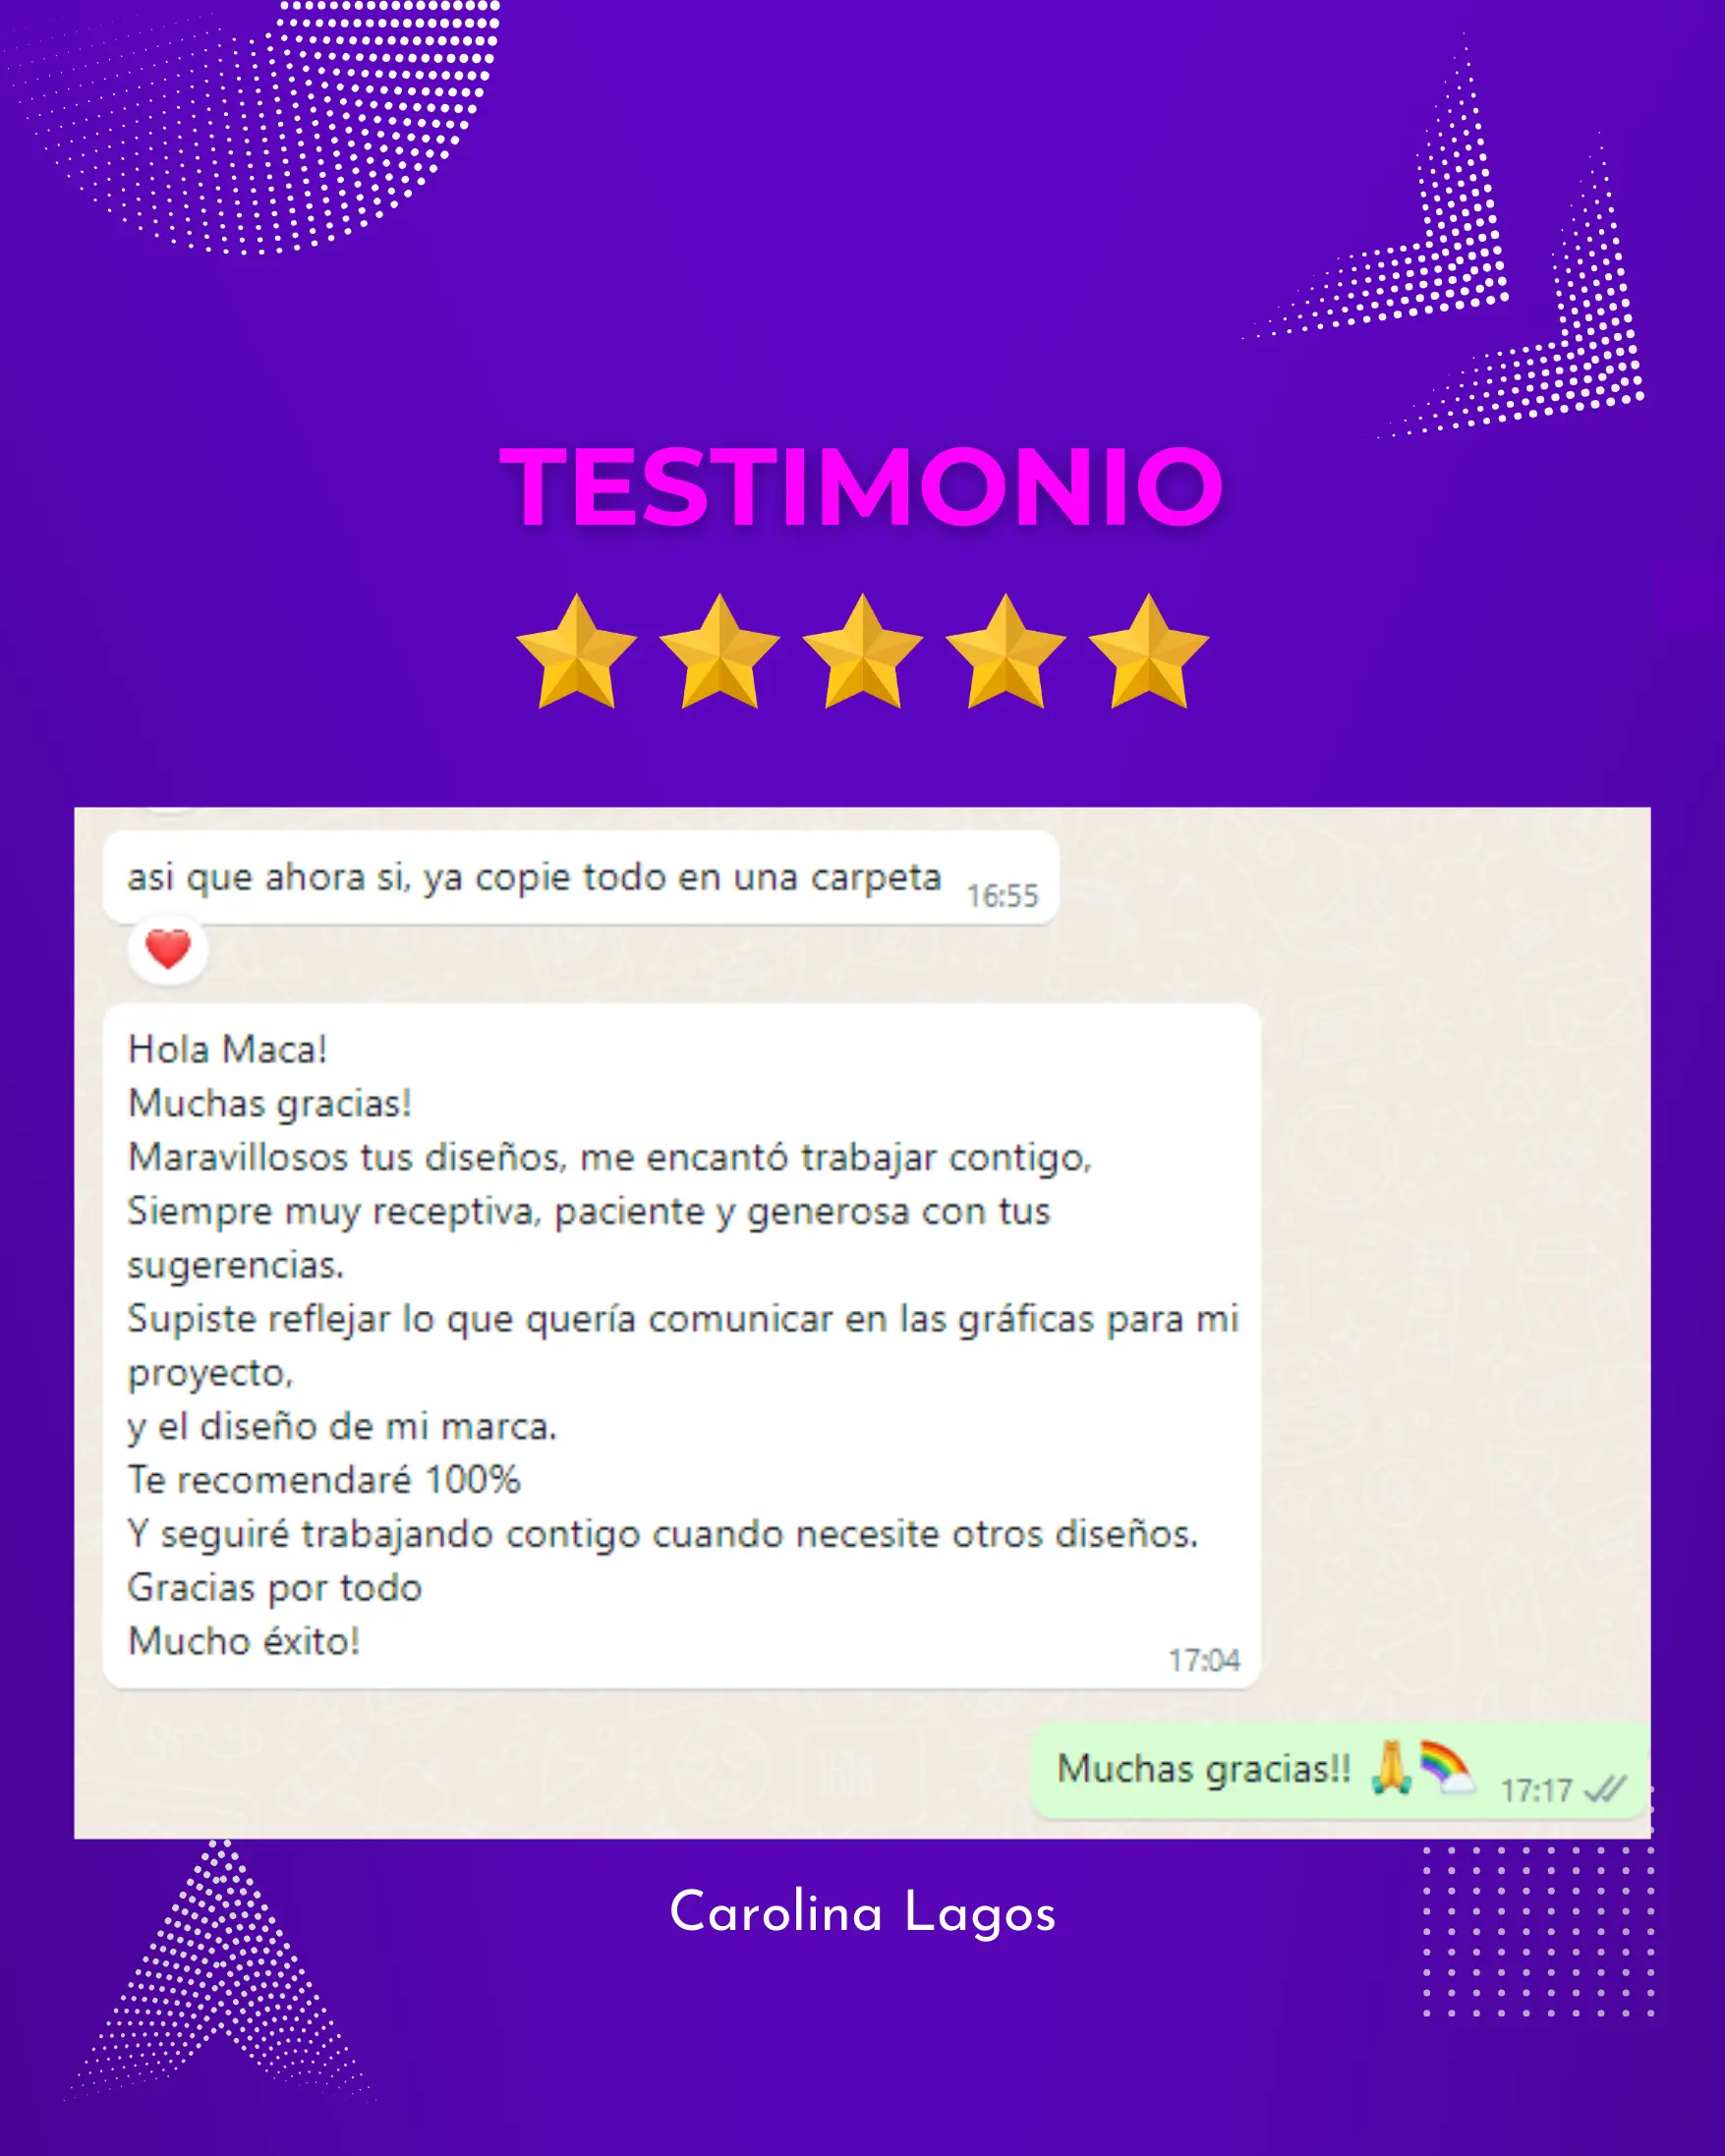 TESTIMONIO
asi que ahora si, ya copie todo en una carpeta 16:55
Hola Maca!
Muchas gracias!
Maravillosos tus diseños, me encantó trabajar contigo,
Siempre muy receptiva, paciente y generosa con tus
sugerencias.
Supiste reflejar lo que quería comunicar en las gráficas para mi
proyecto,
y el diseño de mi marca.
Te recomendaré 100%
Y seguiré trabajando contigo cuando necesite otros diseños.
Gracias por todo
Mucho éxito! 17:04
Muchas gracias!! 🙏🌈 17:17
Carolina Lagos